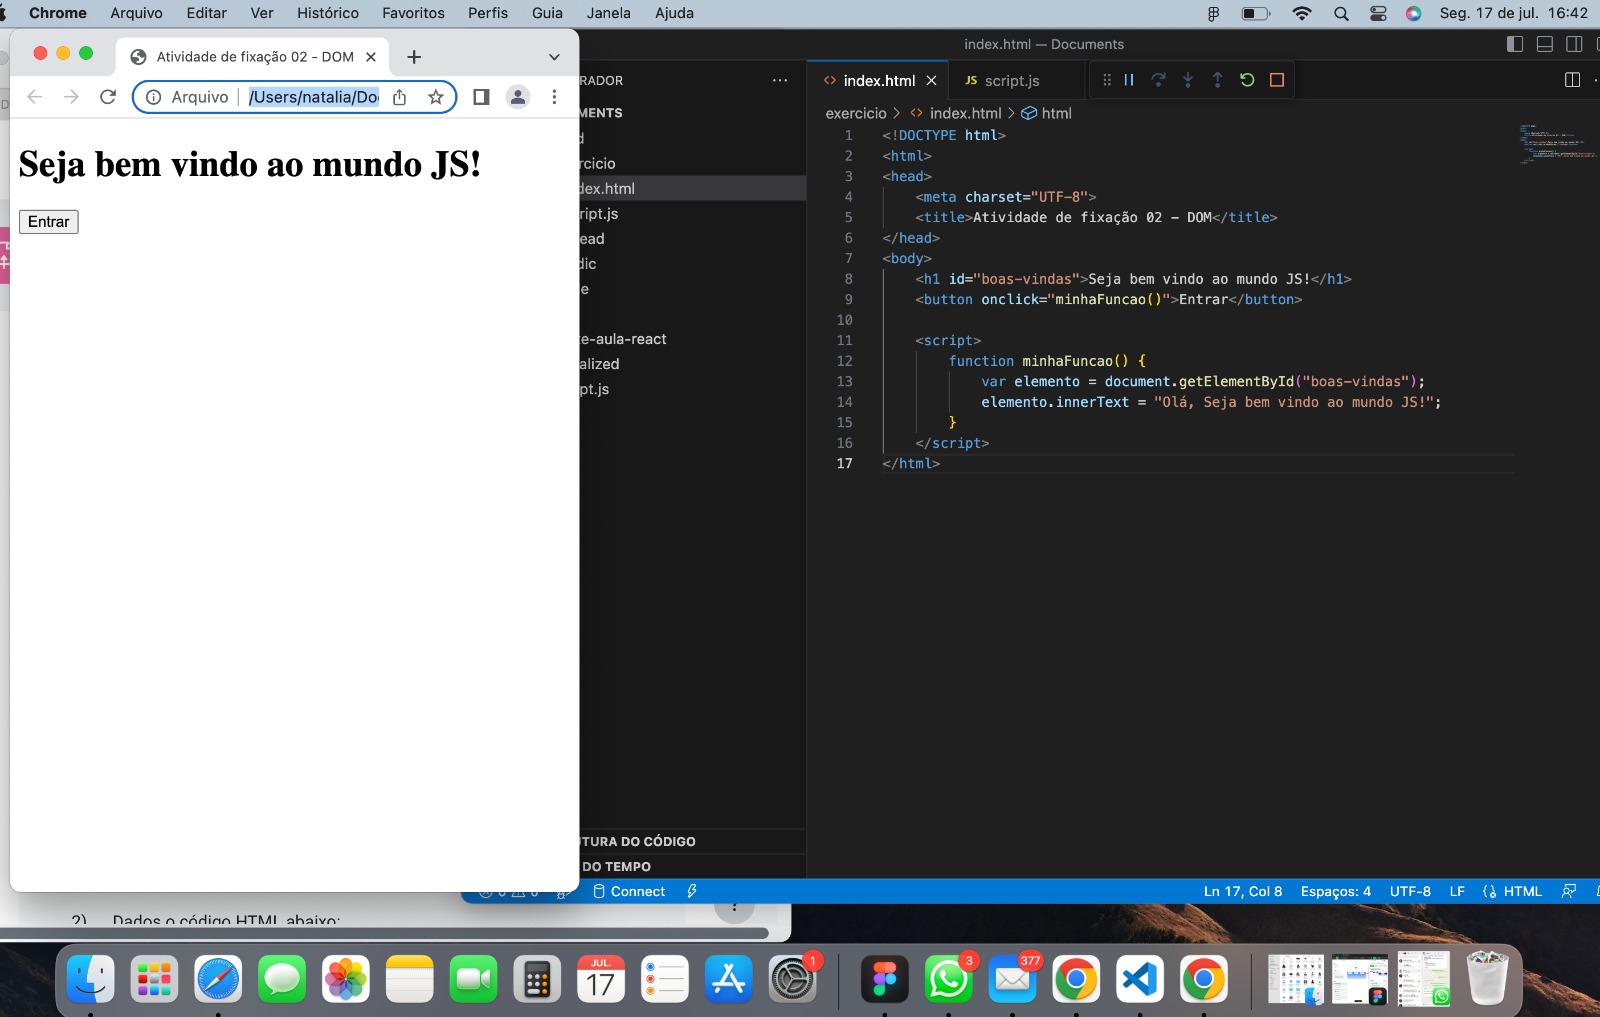 Chrome Arquivo Editar Ver Histórico Favoritos Perfis Guia Janela Ajuda Seg. 17 de jul. 16:42
Atividade de fixação 02 - DOM
Arquivo /Users/natalia/Do
Seja bem vindo ao mundo JS!
Entrar
index.html — Documents
RADOR ...
MENTS
d
rcicio
dex.html
ript.js
ead
dic
e
e-aula-react
alized
pt.js
TURA DO CÓDIGO
DO TEMPO
index.html
JS script.js
exercicio > index.html > html
1 <!DOCTYPE html>
2 <html>
3 <head>
4 <meta charset="UTF-8">
5 <title>Atividade de fixação 02 - DOM</title>
6 </head>
7 <body>
8 <h1 id="boas-vindas">Seja bem vindo ao mundo JS!</h1>
9 <button onclick="minhaFuncao()">Entrar</button>
10
11 <script>
12 function minhaFuncao() {
13 var elemento = document.getElementById("boas-vindas");
14 elemento.innerText = "Olá, Seja bem vindo ao mundo JS!";
15 }
16 </script>
17 </html>
Connect Ln 17, Col 8 Espaços: 4 UTF-8 LF HTML
2) Dados o código HTML abaixo:
JUL.
17
1
3
377